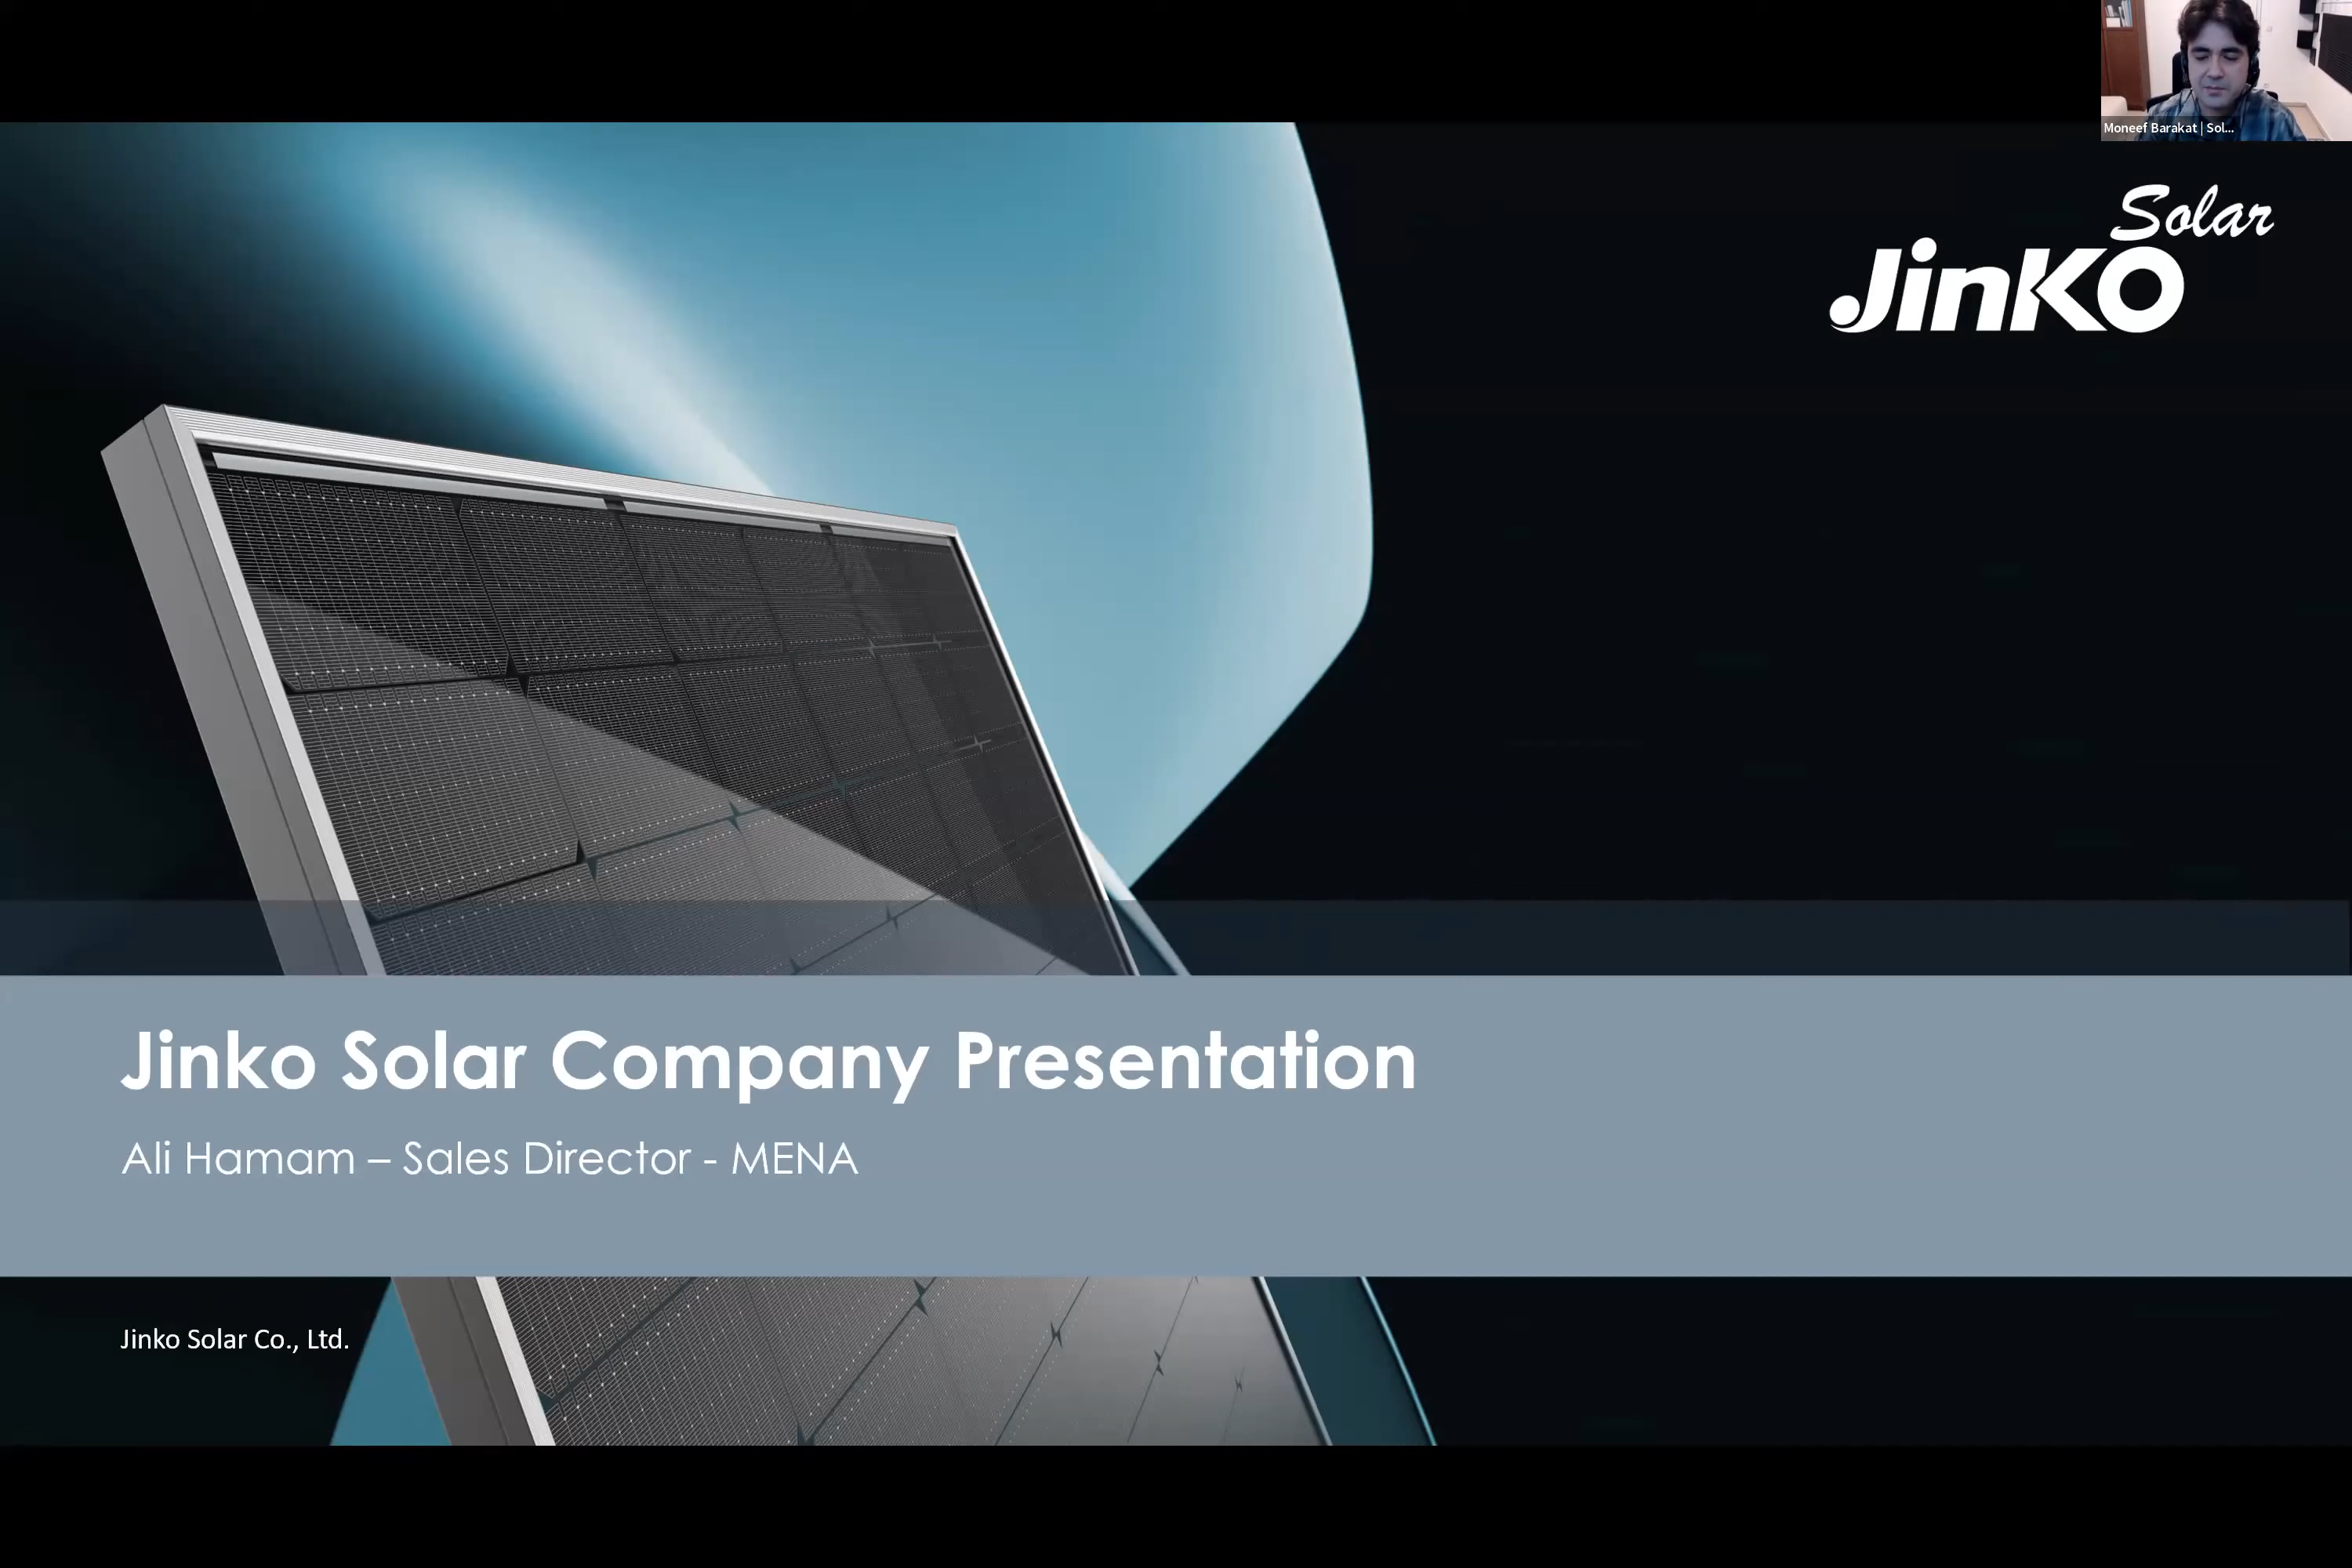 Moneef Barakat | Sol...
Solar
JinKO
Jinko Solar Company Presentation
Ali Hamam – Sales Director - MENA
Jinko Solar Co., Ltd.